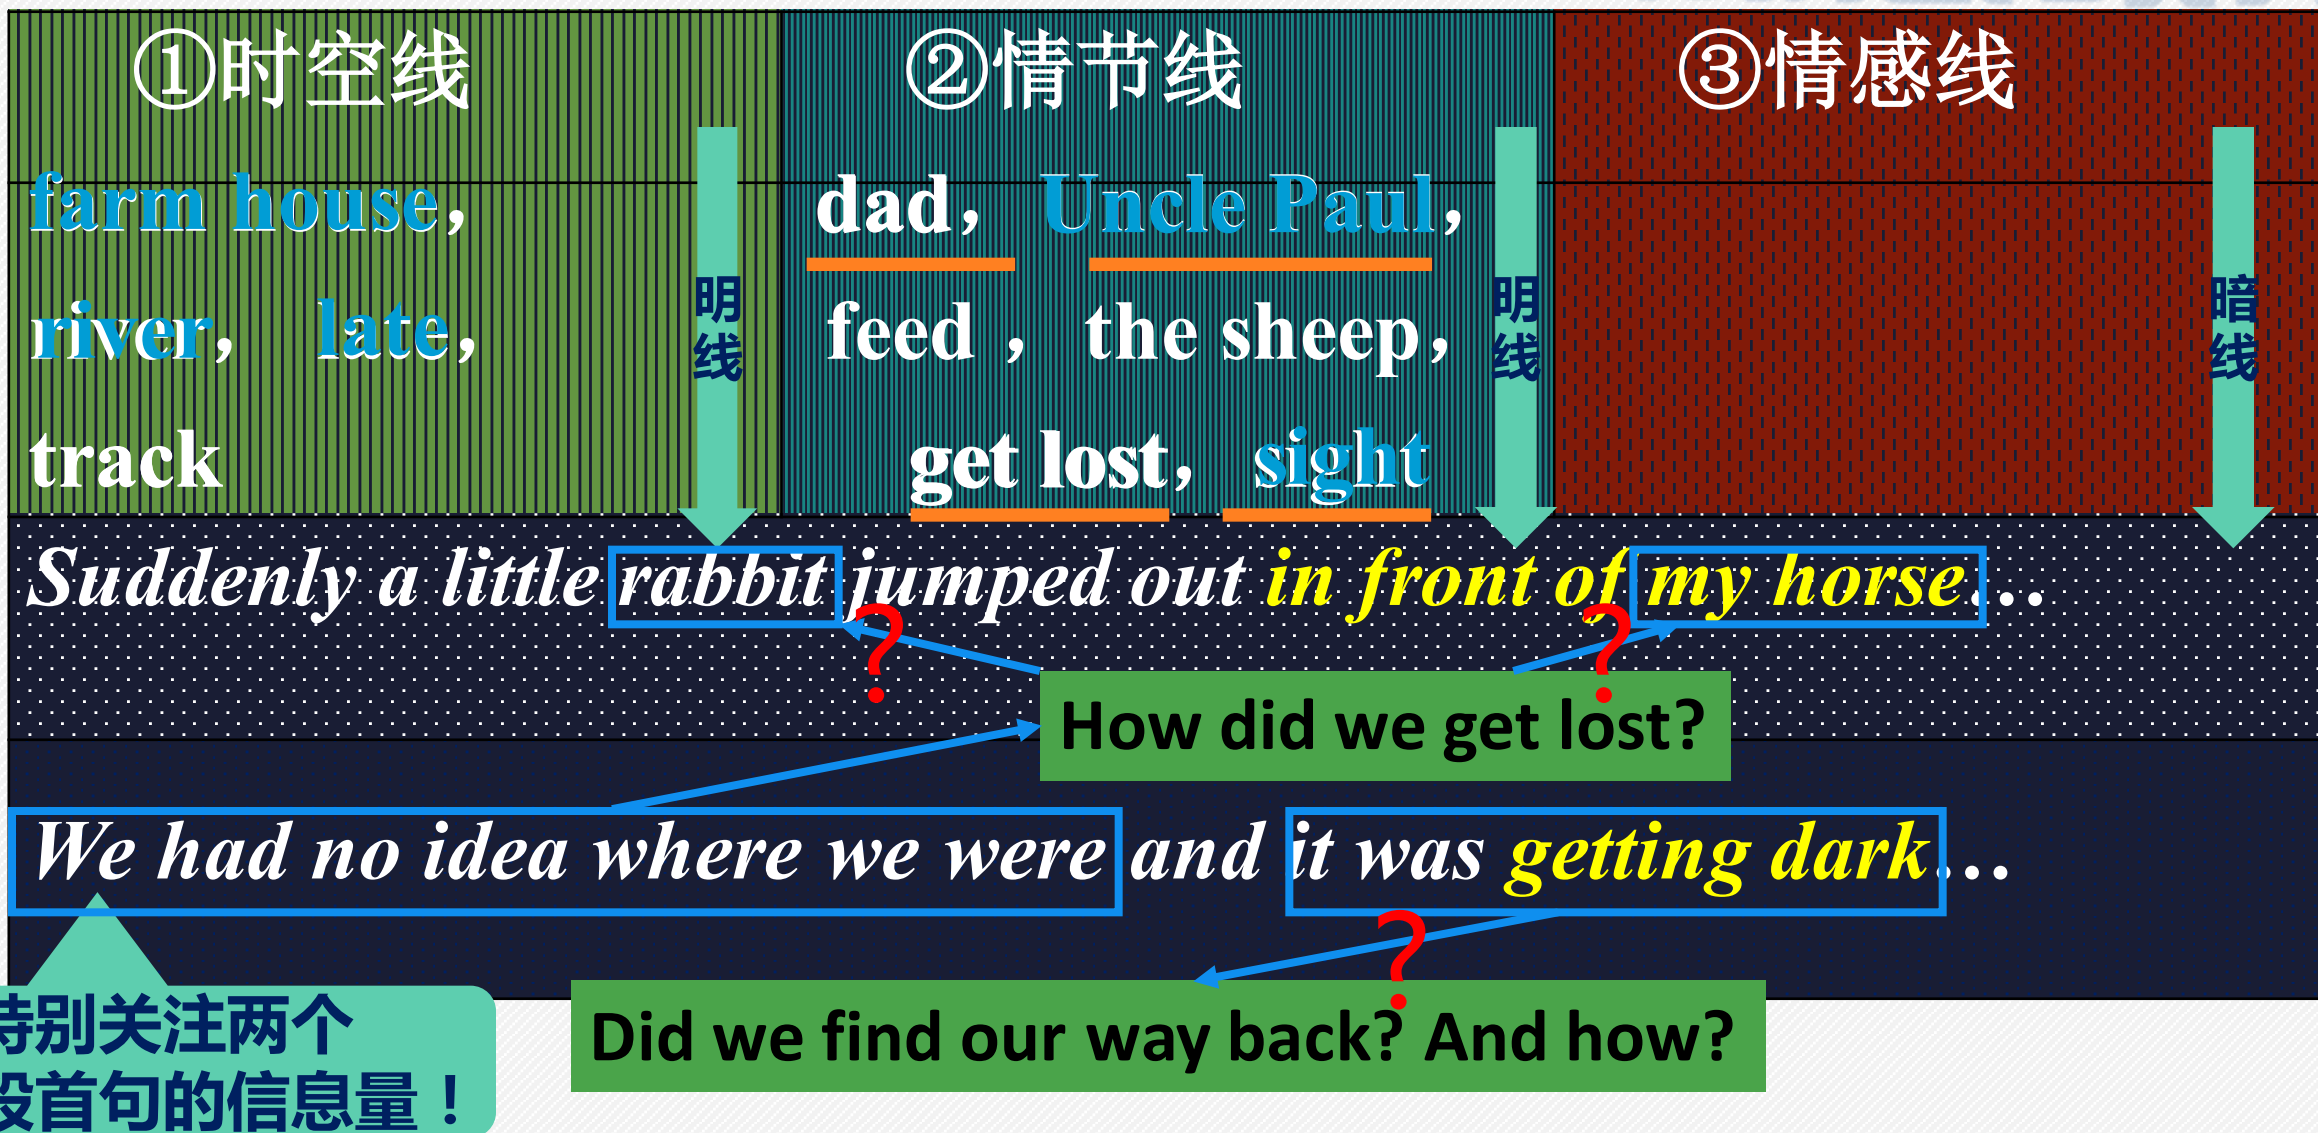 ①时空线
②情节线
③情感线
farm house,
river, late,
track
明线
dad, Uncle Paul,
feed , the sheep,
get lost, sight
明线
暗线
Suddenly a little rabbit jumped out in front of my horse…
?
?
How did we get lost?
We had no idea where we were and it was getting dark…
?
Did we find our way back? And how?
特别关注两个
段首句的信息量！